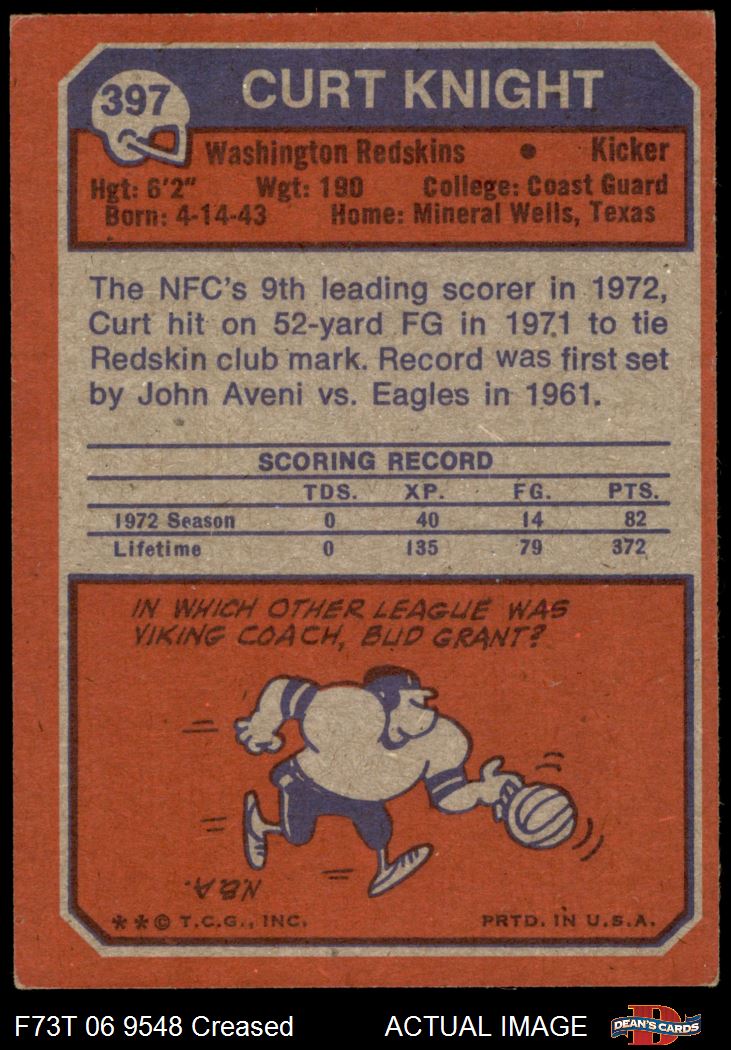 397
CURT KNIGHT
Washington Redskins • Kicker
Hgt: 6'2" Wgt: 190 College: Coast Guard
Born: 4-14-43 Home: Mineral Wells, Texas
The NFC's 9th leading scorer in 1972,
Curt hit on 52-yard FG in 1971 to tie
Redskin club mark. Record was first set
by John Aveni vs. Eagles in 1961.
SCORING RECORD
TDS. XP. FG. PTS.
1972 Season 0 40 14 82
Lifetime 0 135 79 372
IN WHICH OTHER LEAGUE WAS
VIKING COACH, BUD GRANT?
N.B.A.
**© T.C.G., INC. PRTD. IN U.S.A.
F73T 06 9548 Creased ACTUAL IMAGE
D
DEAN'S CARDS